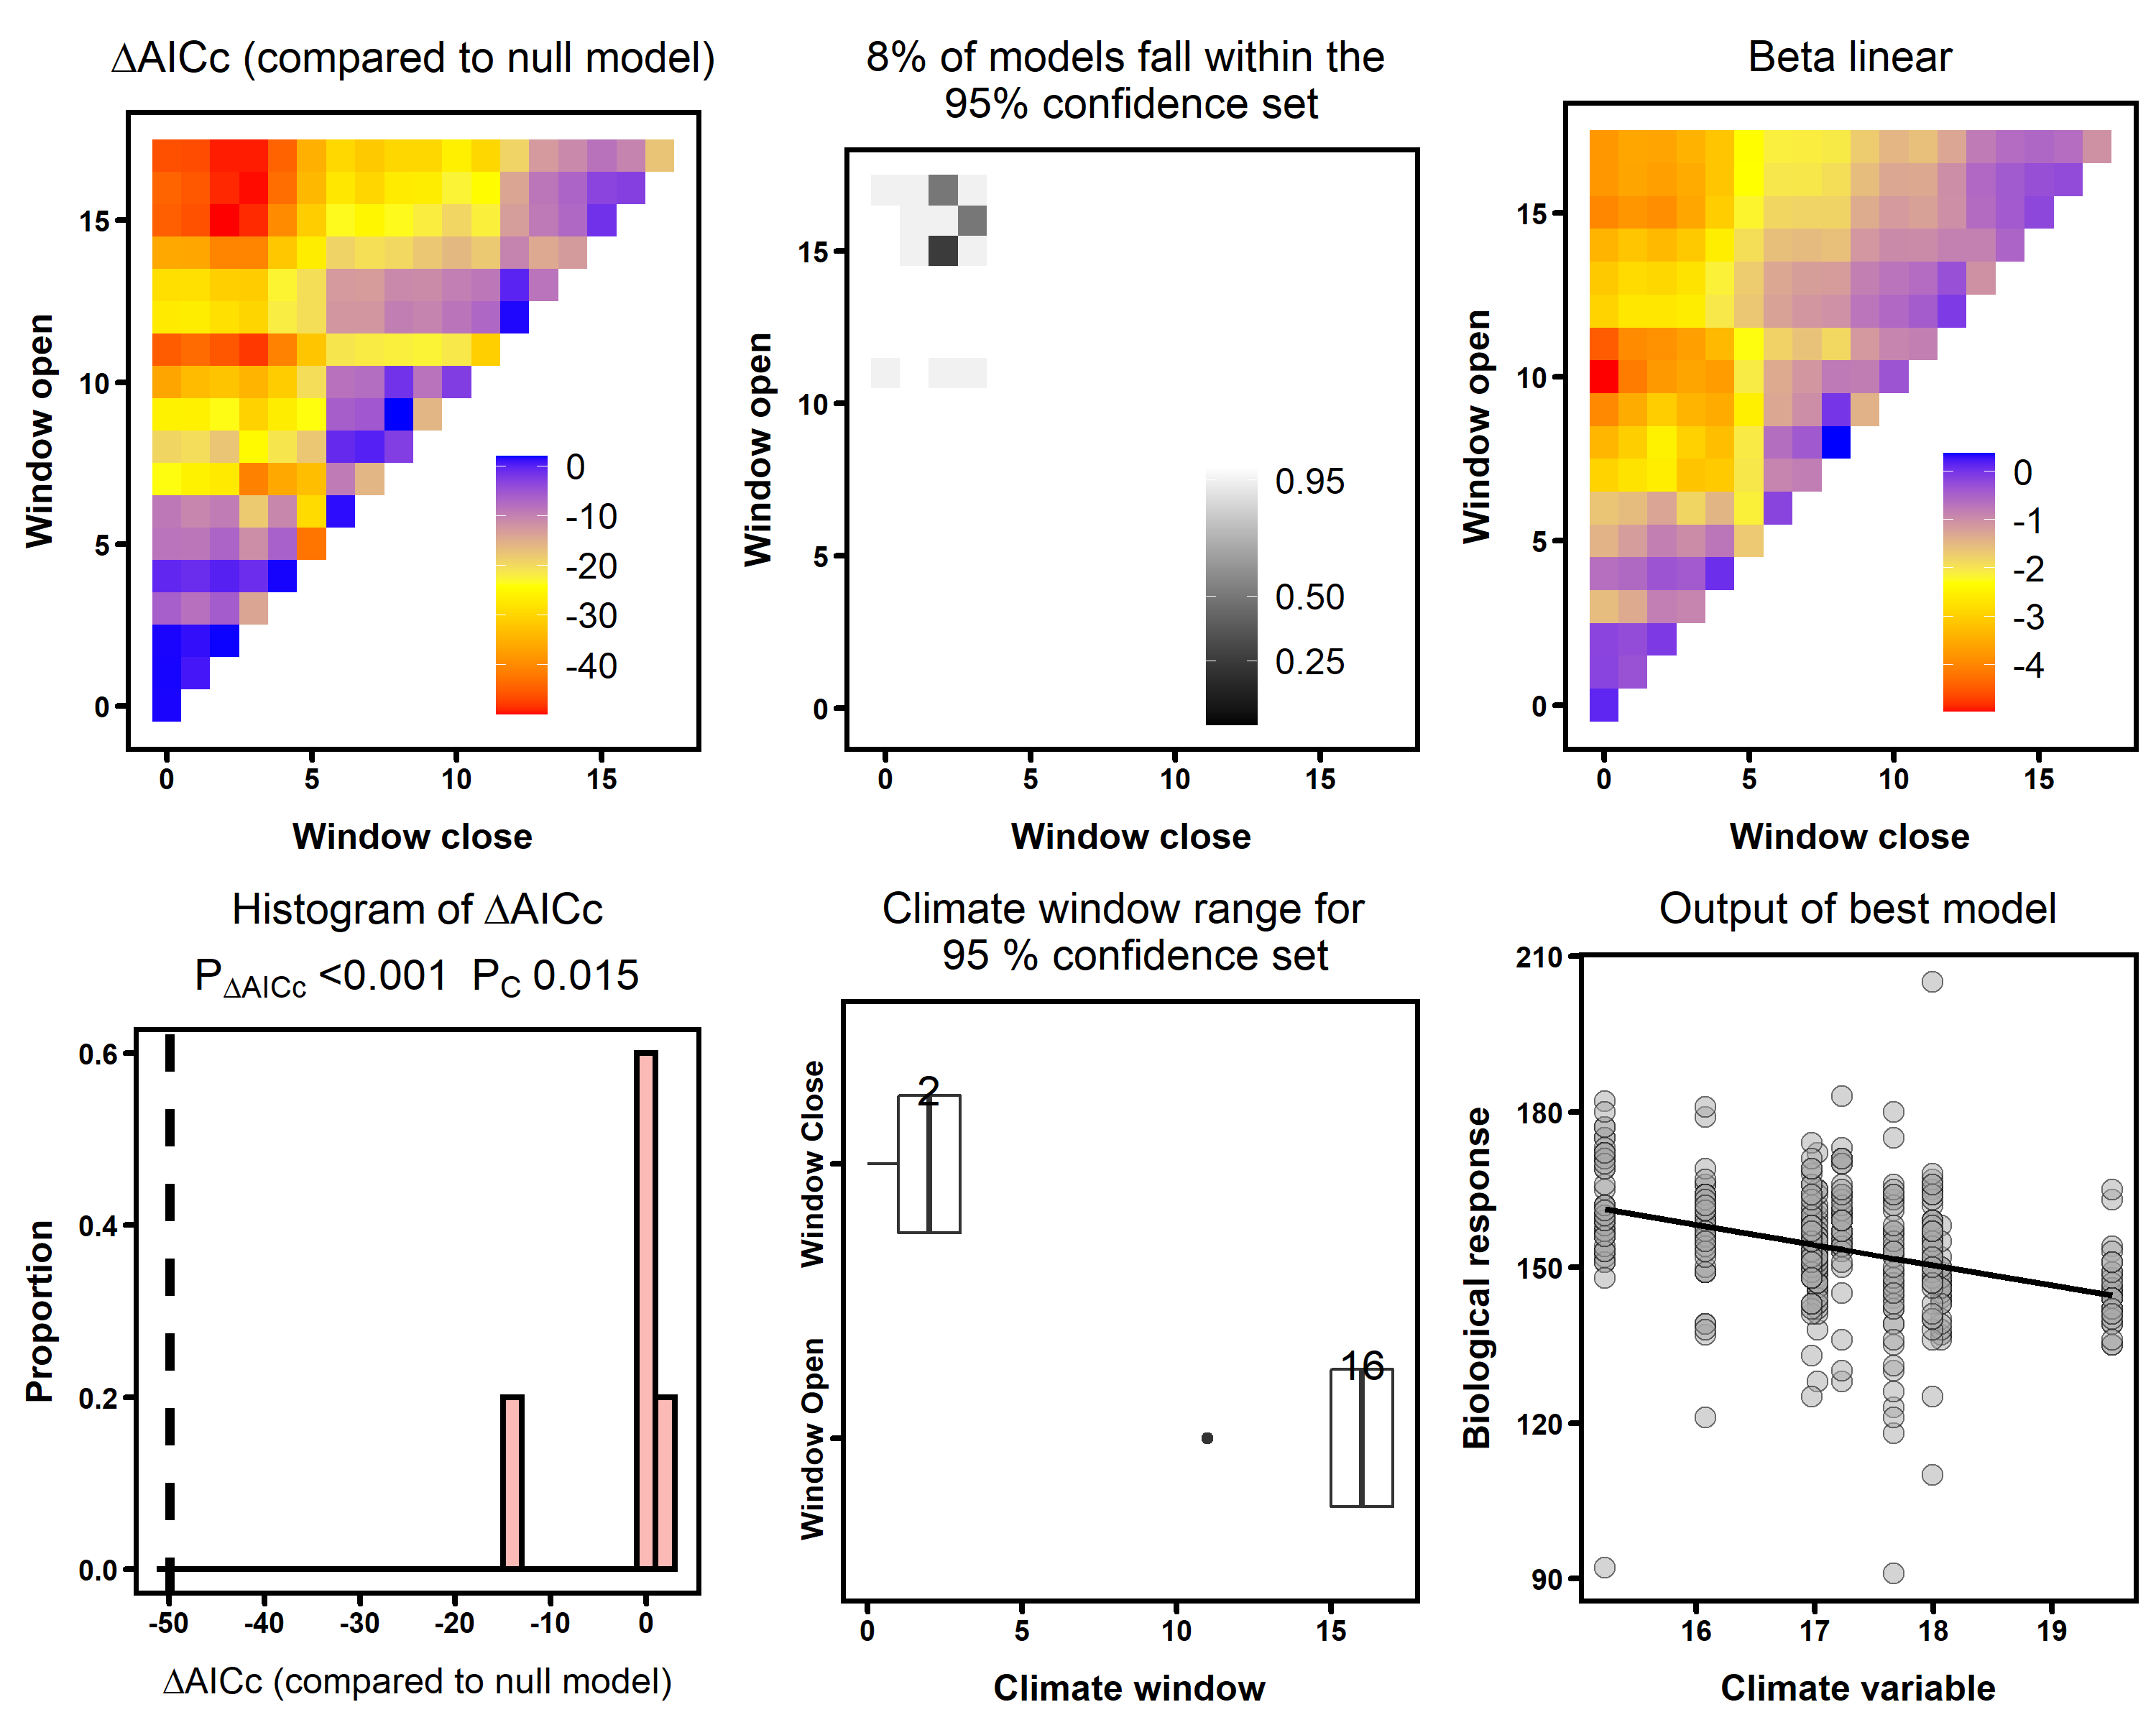 ΔAICc (compared to null model)
Window open
15
10
5
0
0
-10
-20
-30
-40
0 5 10 15
Window close
8% of models fall within the
95% confidence set
Window open
15
10
5
0
0.95
0.50
0.25
0 5 10 15
Window close
Beta linear
Window open
15
10
5
0
0
-1
-2
-3
-4
0 5 10 15
Window close
Histogram of ΔAICc
PΔAICc <0.001 PC 0.015
Proportion
0.6
0.4
0.2
0.0
-50 -40 -30 -20 -10 0
ΔAICc (compared to null model)
Climate window range for
95 % confidence set
Window Close
2
Window Open
16
0 5 10 15
Climate window
Output of best model
Biological response
210
180
150
120
90
16 17 18 19
Climate variable